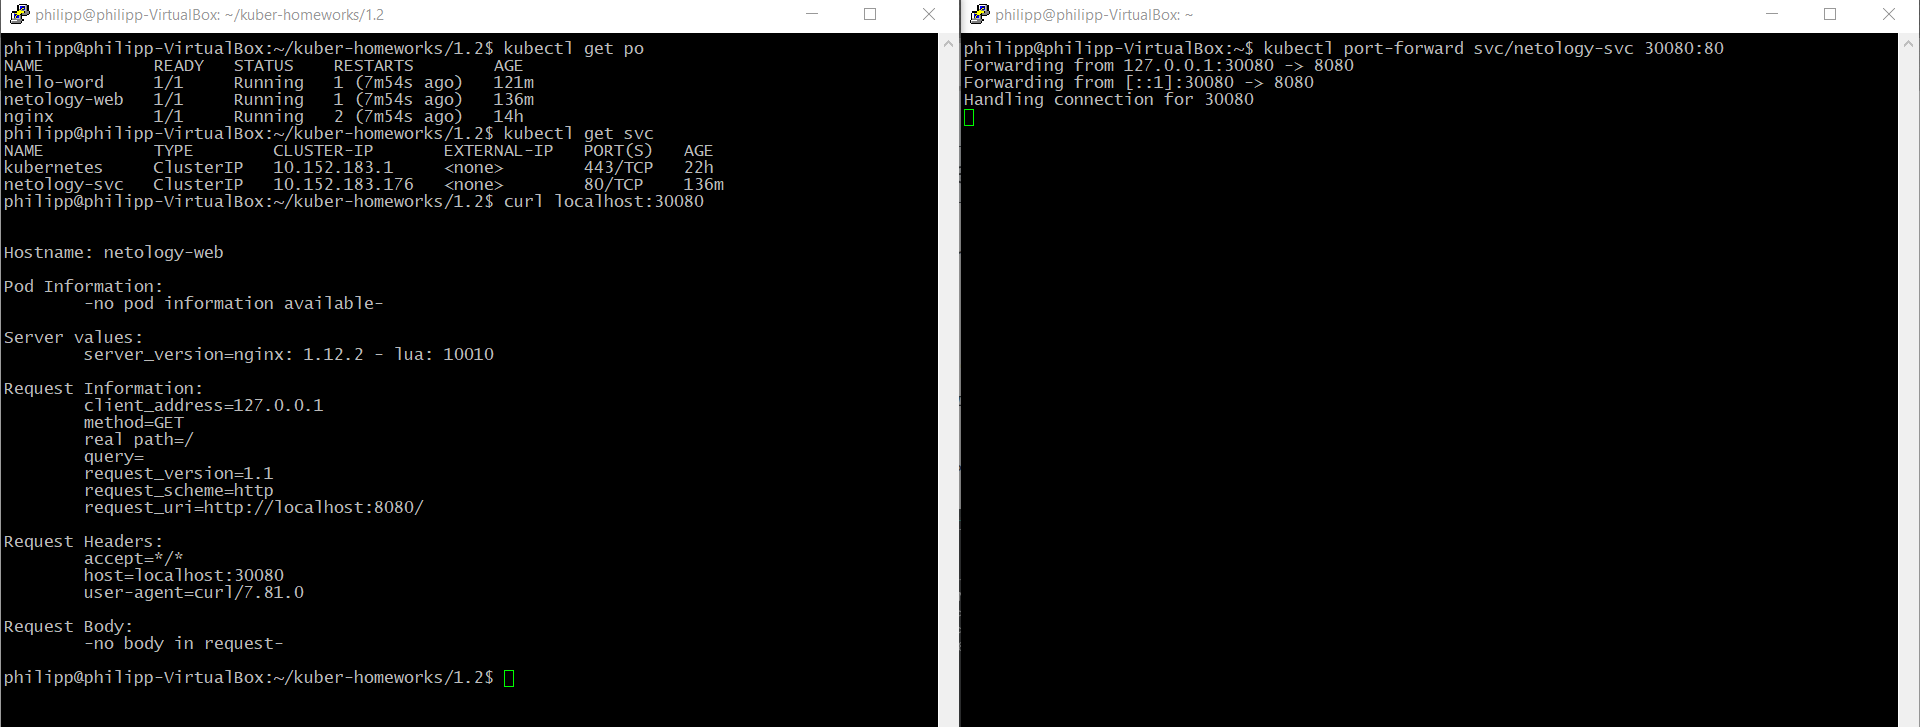 philipp@philipp-VirtualBox: ~/kuber-homeworks/1.2
philipp@philipp-VirtualBox:~/kuber-homeworks/1.2$ kubectl get po
NAME           READY   STATUS    RESTARTS        AGE
hello-word     1/1     Running   1 (7m54s ago)   121m
netology-web   1/1     Running   1 (7m54s ago)   136m
nginx          1/1     Running   2 (7m54s ago)   14h
philipp@philipp-VirtualBox:~/kuber-homeworks/1.2$ kubectl get svc
NAME           TYPE        CLUSTER-IP       EXTERNAL-IP   PORT(S)   AGE
kubernetes     ClusterIP   10.152.183.1     <none>        443/TCP   22h
netology-svc   ClusterIP   10.152.183.176   <none>        80/TCP    136m
philipp@philipp-VirtualBox:~/kuber-homeworks/1.2$ curl localhost:30080
Hostname: netology-web
Pod Information:
-no pod information available-
Server values:
server_version=nginx: 1.12.2 - lua: 10010
Request Information:
client_address=127.0.0.1
method=GET
real path=/
query=
request_version=1.1
request_scheme=http
request_uri=http://localhost:8080/
Request Headers:
accept=*/*
host=localhost:30080
user-agent=curl/7.81.0
Request Body:
-no body in request-
philipp@philipp-VirtualBox:~/kuber-homeworks/1.2$
philipp@philipp-VirtualBox: ~
philipp@philipp-VirtualBox:~$ kubectl port-forward svc/netology-svc 30080:80
Forwarding from 127.0.0.1:30080 -> 8080
Forwarding from [::1]:30080 -> 8080
Handling connection for 30080